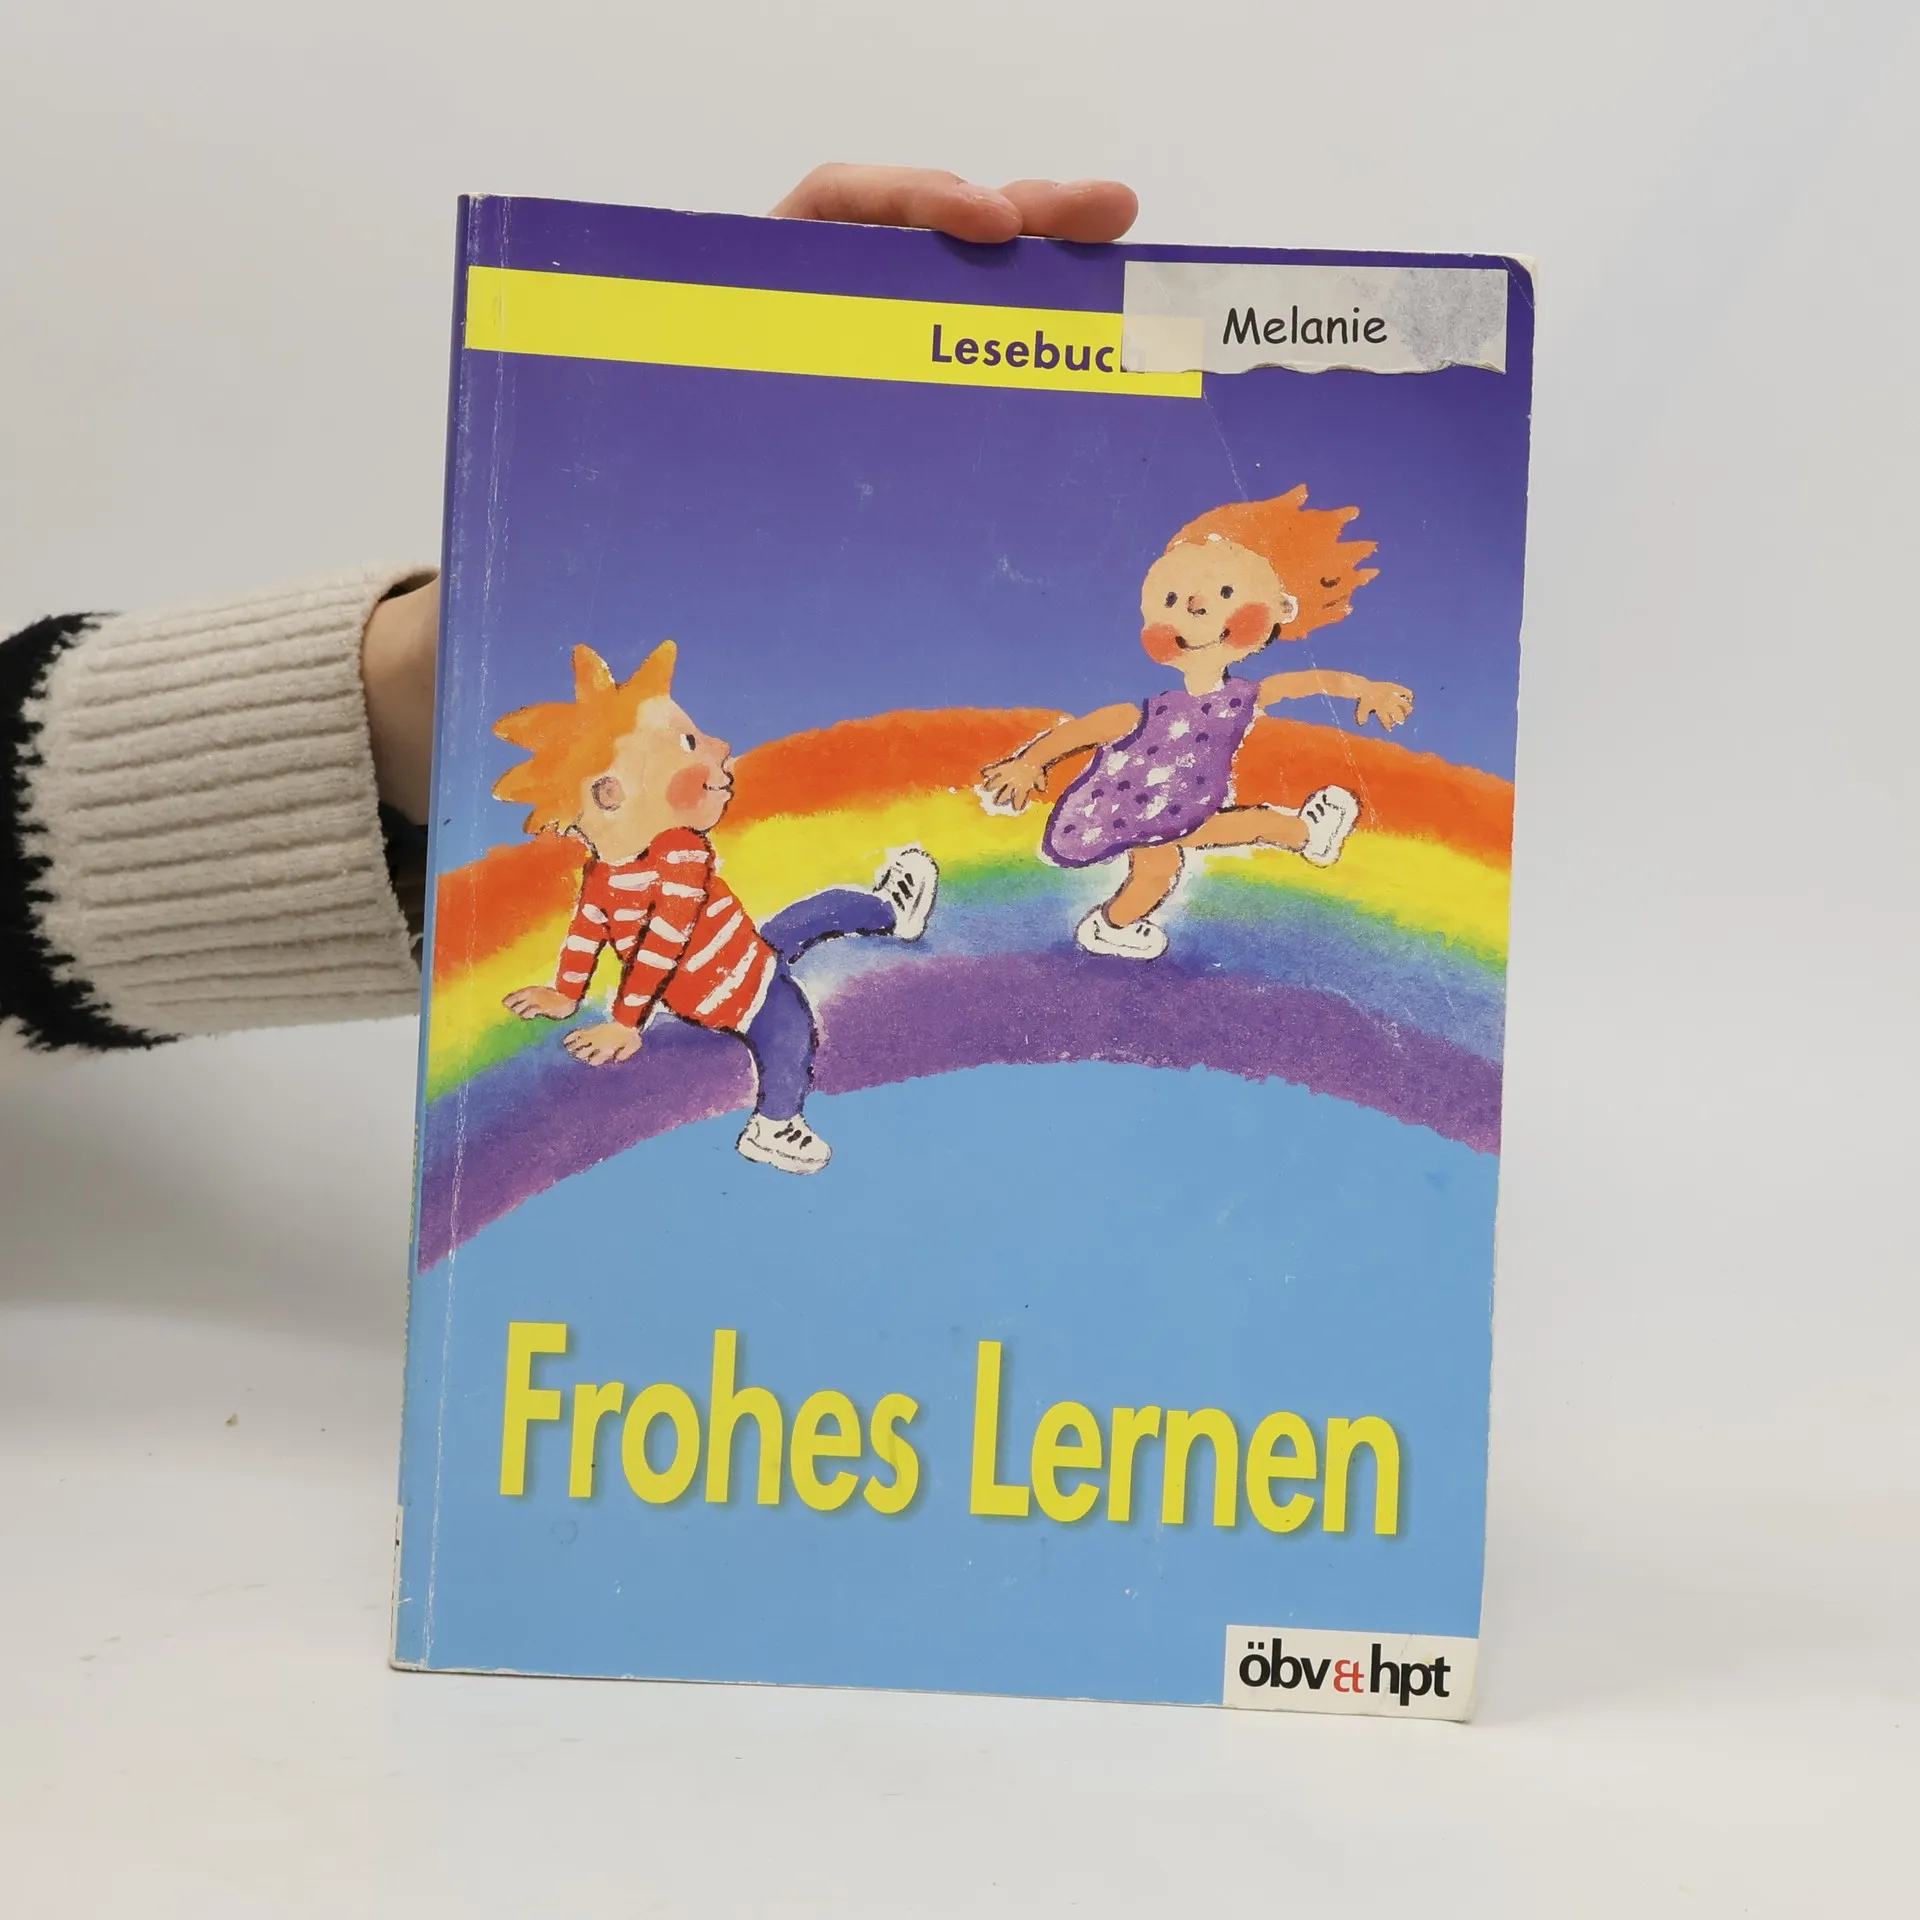 Melanie
Lesebuch
Frohes Lernen
öbv&hpt